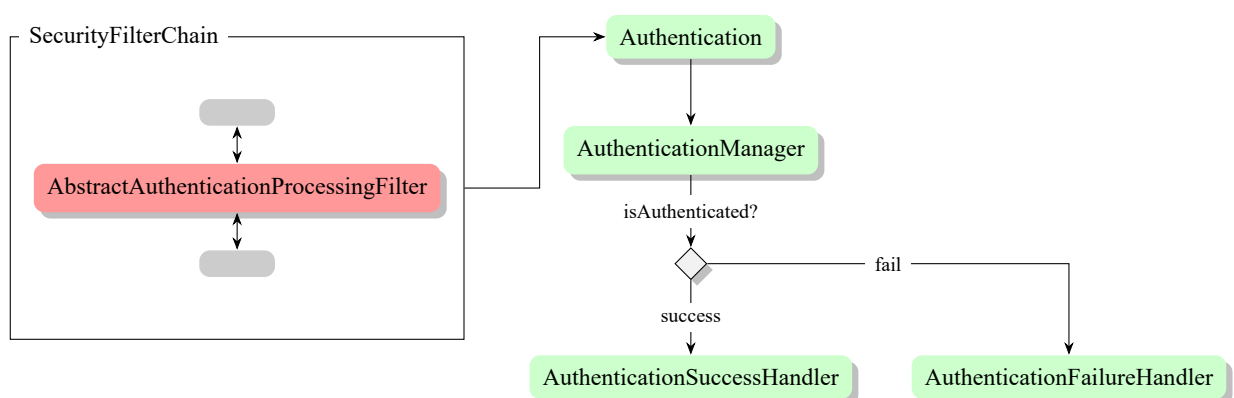 SecurityFilterChain
Authentication
AuthenticationManager
AbstractAuthenticationProcessingFilter
isAuthenticated?
fail
success
AuthenticationSuccessHandler
AuthenticationFailureHandler